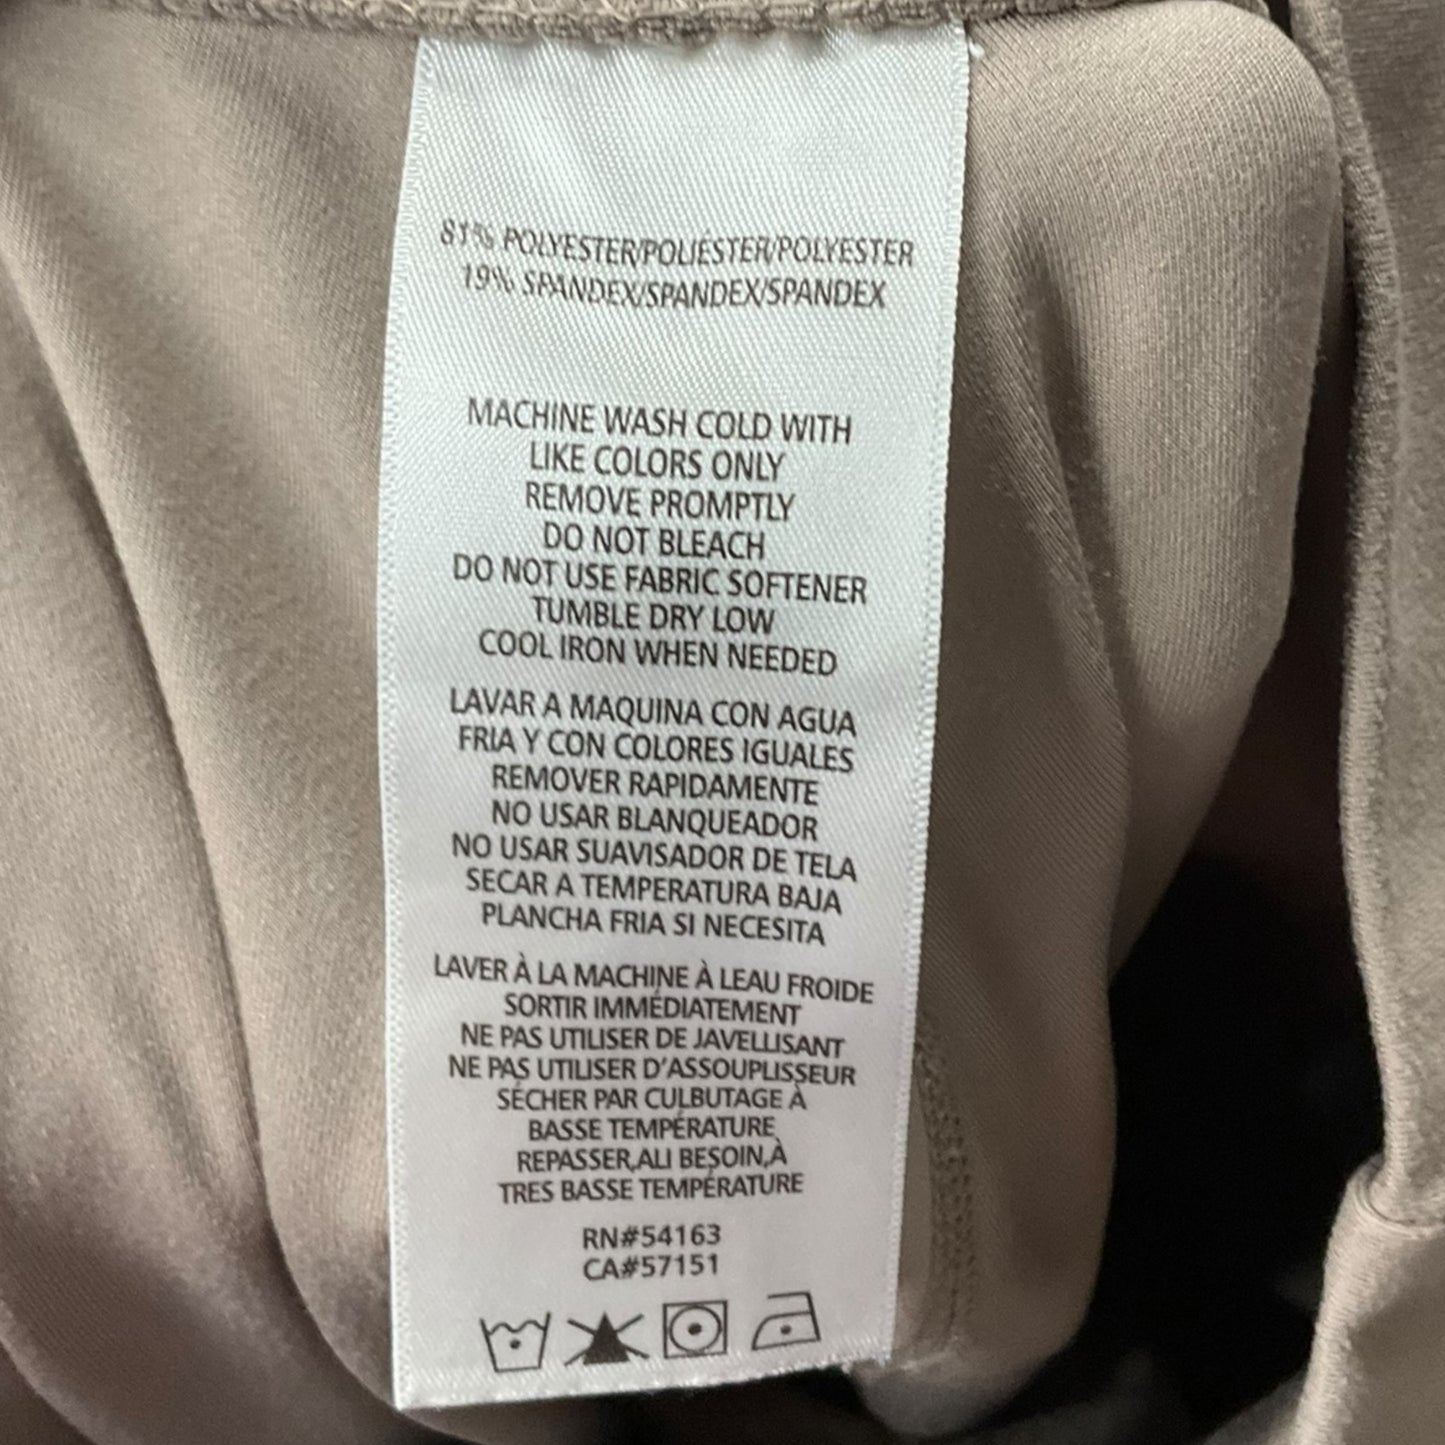 81% POLYESTER/POLIÉSTER/POLYESTER
19% SPANDEX/SPANDEX/SPANDEX
MACHINE WASH COLD WITH
LIKE COLORS ONLY
REMOVE PROMPTLY
DO NOT BLEACH
DO NOT USE FABRIC SOFTENER
TUMBLE DRY LOW
COOL IRON WHEN NEEDED
LAVAR A MAQUINA CON AGUA
FRIA Y CON COLORES IGUALES
REMOVER RAPIDAMENTE
NO USAR BLANQUEADOR
NO USAR SUAVISADOR DE TELA
SECAR A TEMPERATURA BAJA
PLANCHA FRIA SI NECESITA
LAVER À LA MACHINE À LEAU FROIDE
SORTIR IMMÉDIATEMENT
NE PAS UTILISER DE JAVELLISANT
NE PAS UTILISER D'ASSOUPLISSEUR
SÉCHER PAR CULBUTAGE À
BASSE TEMPÉRATURE
REPASSER,ALI BESOIN,À
TRES BASSE TEMPÉRATURE
RN#54163
CA#57151